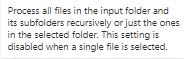 Process all files in the input folder and
its subfolders recursively or just the ones
in the selected folder. This setting is
disabled when a single file is selected.